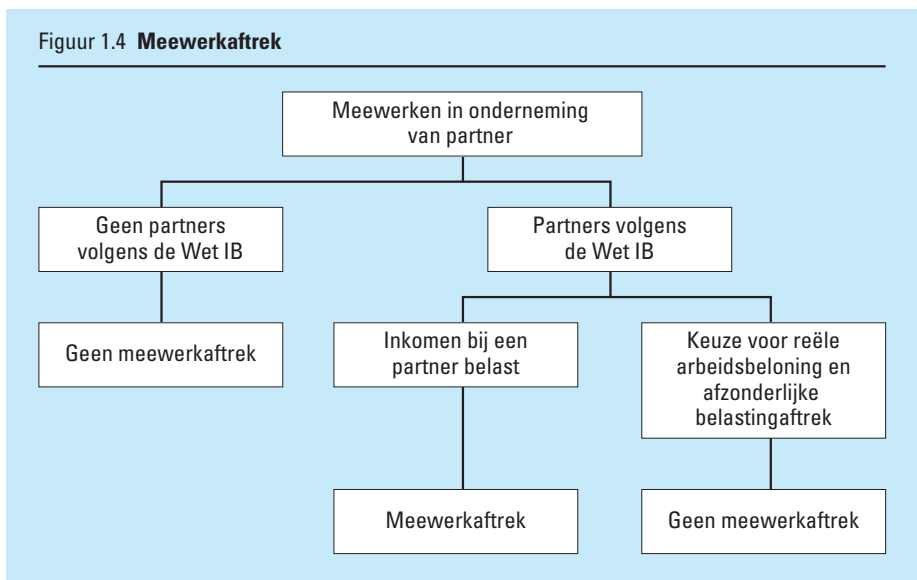 Figuur 1.4 Meewerkaftrek
Meewerken in onderneming
van partner
Geen partners
volgens de Wet IB
Partners volgens
de Wet IB
Geen meewerkaftrek
Inkomen bij een
partner belast
Keuze voor reële
arbeidsbeloning en
afzonderlijke
belastingaftrek
Meewerkaftrek
Geen meewerkaftrek